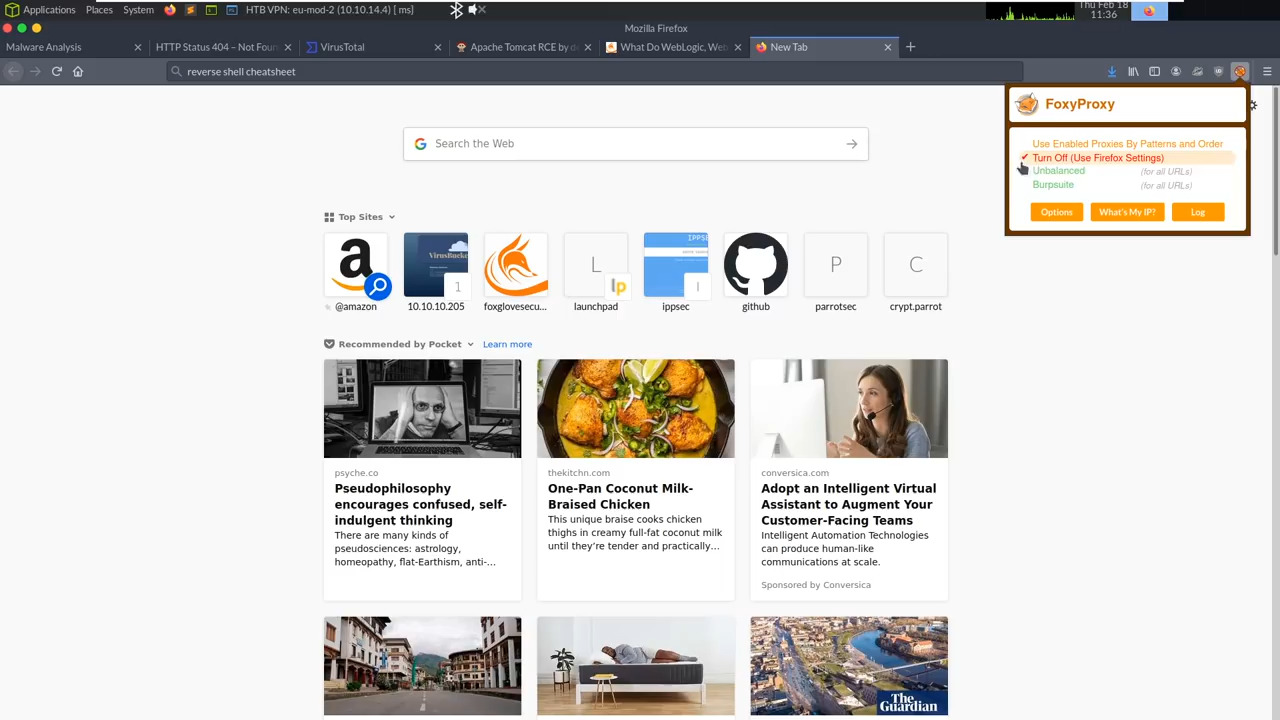 Applications Places System HTB VPN: eu-mod-2 (10.10.14.4) [ ms]
Thu Feb 18
11:36
Mozilla Firefox
Malware Analysis
HTTP Status 404 – Not Foun
VirusTotal
Apache Tomcat RCE by de
What Do WebLogic, Web
New Tab
reverse shell cheatsheet
FoxyProxy
Use Enabled Proxies By Patterns and Order
Turn Off (Use Firefox Settings)
Unbalanced (for all URLs)
Burpsuite (for all URLs)
Options What's My IP? Log
Search the Web
Top Sites
a
VirusBucke
1
L
lp
IPPSE
I
P
C
@amazon
10.10.10.205
foxglovesecu...
launchpad
ippsec
github
parrotsec
crypt.parrot
Recommended by Pocket Learn more
psyche.co
Pseudophilosophy
encourages confused, self-
indulgent thinking
There are many kinds of
pseudosciences: astrology,
homeopathy, flat-Earthism, anti-...
thekitchn.com
One-Pan Coconut Milk-
Braised Chicken
This unique braise cooks chicken
thighs in creamy full-fat coconut milk
until they're tender and practically...
conversica.com
Adopt an Intelligent Virtual
Assistant to Augment Your
Customer-Facing Teams
Intelligent Automation Technologies
can produce human-like
communications at scale.
Sponsored by Conversica
The
Guardian